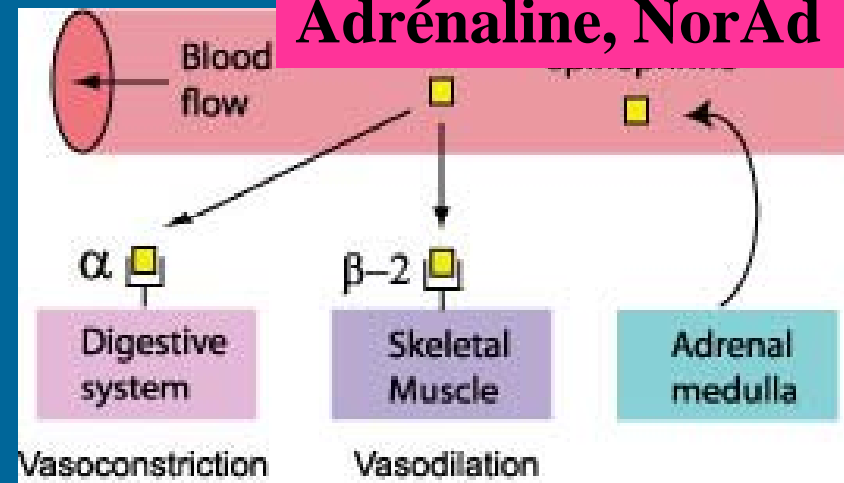 Adrénaline, NorAd
Blood
flow
α
β–2
Digestive
system
Skeletal
Muscle
Adrenal
medulla
Vasoconstriction
Vasodilation